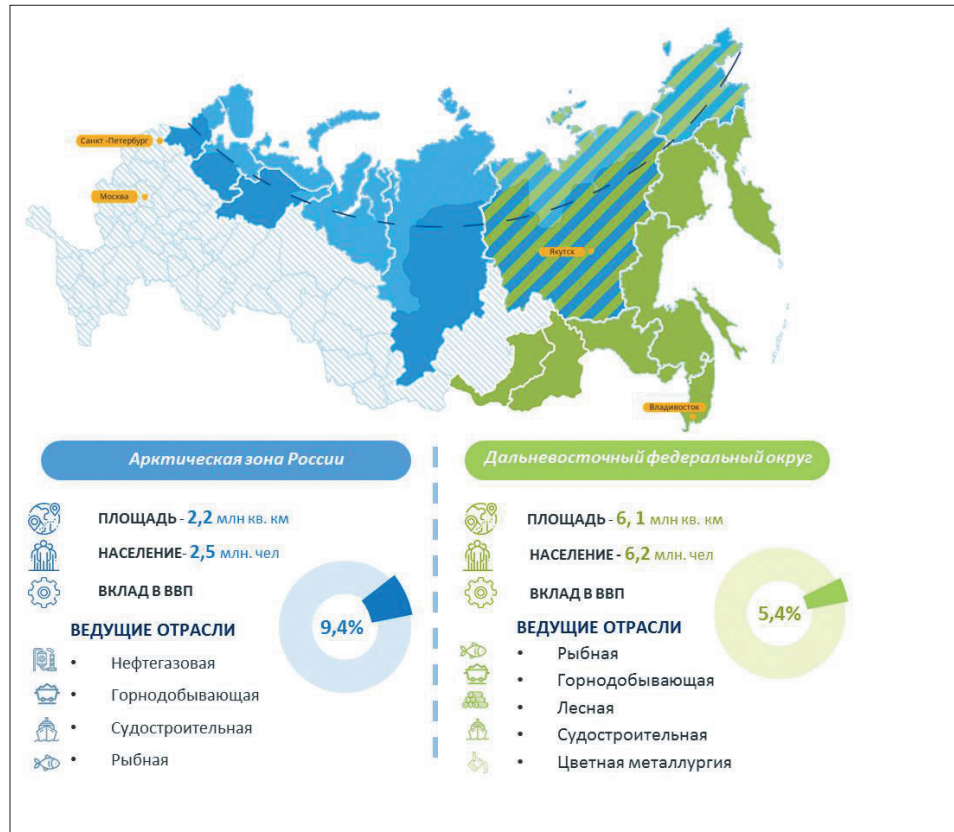 Санкт -Петербург
Москва
Якутск
Владивосток
Арктическая зона России
ПЛОЩАДЬ - 2,2 млн кв. км
НАСЕЛЕНИЕ- 2,5 млн. чел
ВКЛАД В ВВП
9,4%
ВЕДУЩИЕ ОТРАСЛИ
• Нефтегазовая
• Горнодобывающая
• Судостроительная
• Рыбная
Дальневосточный федеральный округ
ПЛОЩАДЬ - 6, 1 млн кв. км
НАСЕЛЕНИЕ - 6,2 млн. чел
ВКЛАД В ВВП
5,4%
ВЕДУЩИЕ ОТРАСЛИ
• Рыбная
• Горнодобывающая
• Лесная
• Судостроительная
• Цветная металлургия